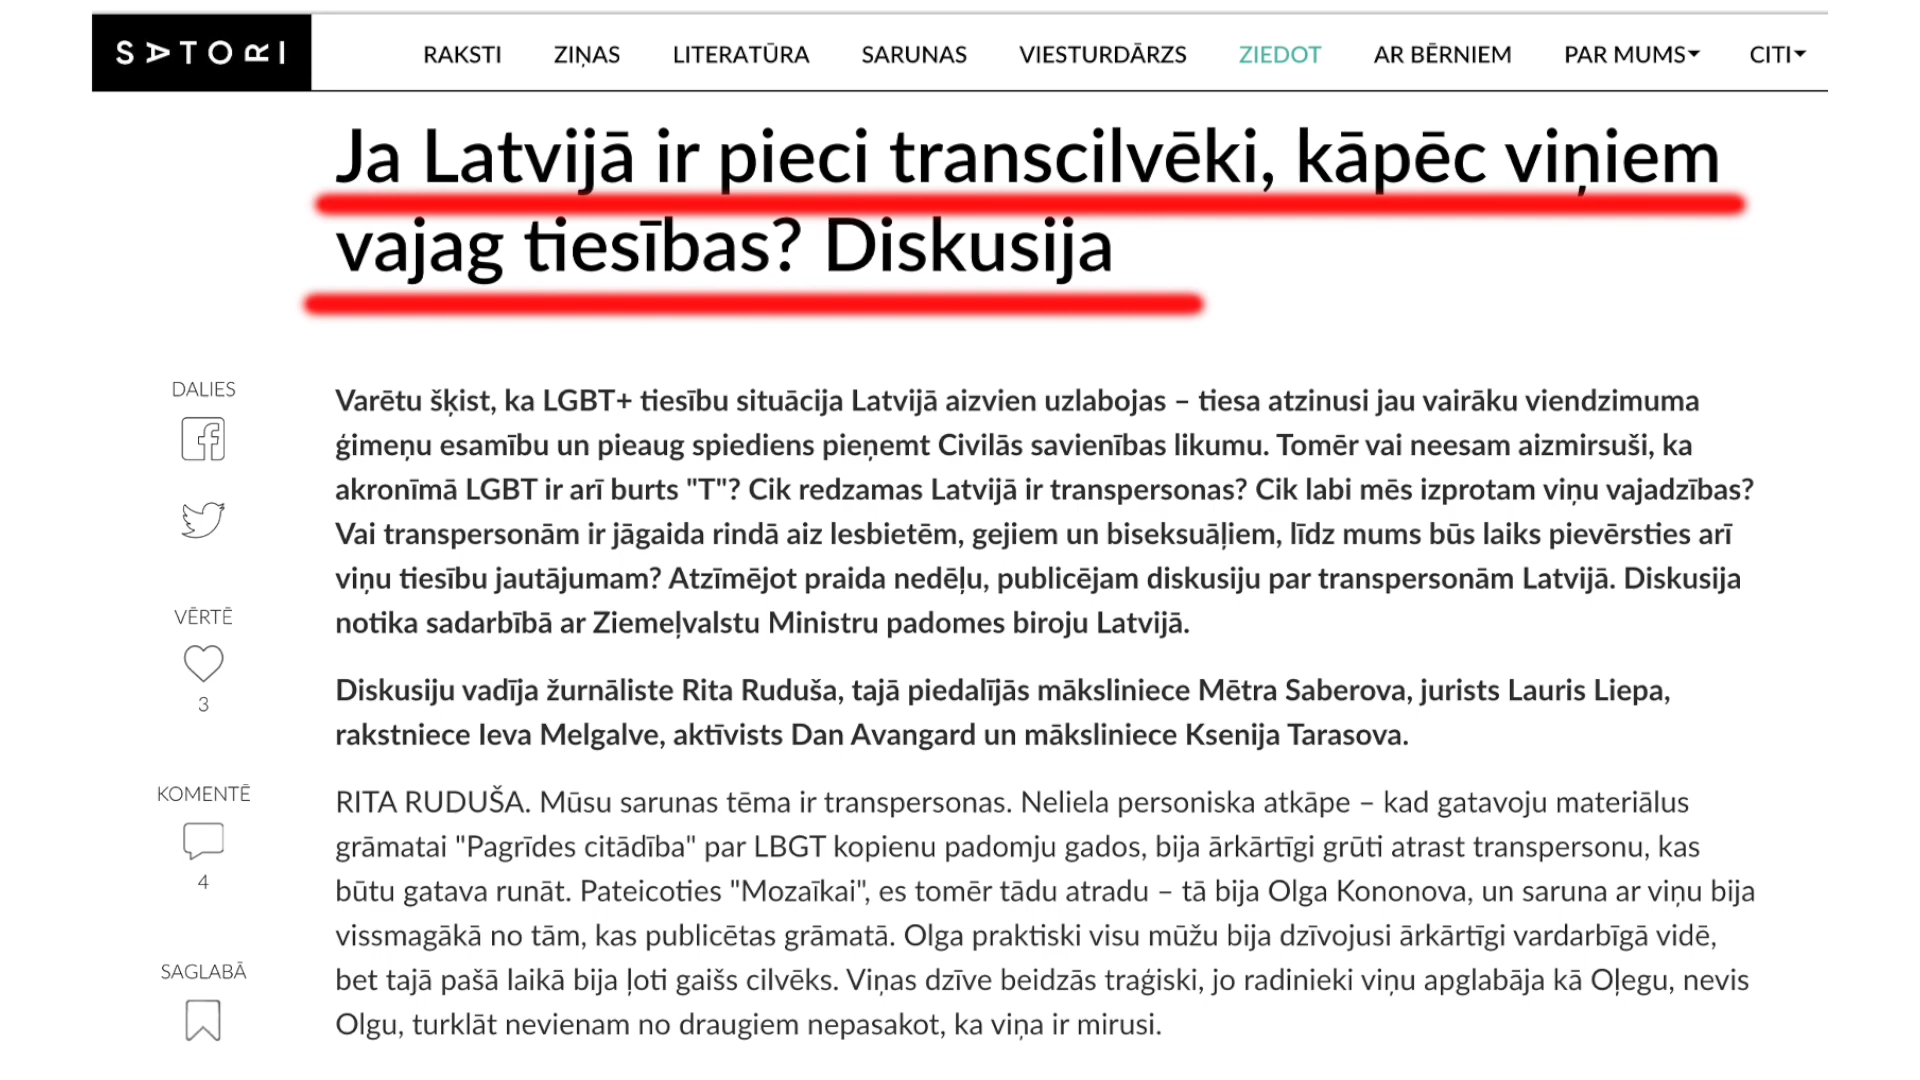 SATORI
RAKSTI ZIŅAS LITERATŪRA SARUNAS VIESTURDĀRZS ZIEDOT AR BĒRNIEM PAR MUMS CITI
Ja Latvijā ir pieci transcilvēki, kāpēc viņiem
vajag tiesības? Diskusija
DALIES
VĒRTĒ
3
KOMENTĒ
4
SAGLABĀ
Varētu šķist, ka LGBT+ tiesību situācija Latvijā aizvien uzlabojas – tiesa atzinusi jau vairāku viendzimuma
ģimeņu esamību un pieaug spiediens pieņemt Civilās savienības likumu. Tomēr vai neesam aizmirsuši, ka
akronīmā LGBT ir arī burts "T"? Cik redzamas Latvijā ir transpersonas? Cik labi mēs izprotam viņu vajadzības?
Vai transpersonām ir jāgaida rindā aiz lesbietēm, gejiem un biseksuāļiem, līdz mums būs laiks pievērsties arī
viņu tiesību jautājumam? Atzīmējot praida nedēļu, publicējam diskusiju par transpersonām Latvijā. Diskusija
notika sadarbībā ar Ziemeļvalstu Ministru padomes biroju Latvijā.
Diskusiju vadīja žurnāliste Rita Ruduša, tajā piedalījās māksliniece Mētra Saberova, jurists Lauris Liepa,
rakstniece Ieva Melgalve, aktīvists Dan Avangard un māksliniece Ksenija Tarasova.
RITA RUDUŠA. Mūsu sarunas tēma ir transpersonas. Neliela personiska atkāpe – kad gatavoju materiālus
grāmatai "Pagrīdes citādība" par LBGT kopienu padomju gados, bija ārkārtīgi grūti atrast transpersonu, kas
būtu gatava runāt. Pateicoties "Mozaīkai", es tomēr tādu atradu – tā bija Olga Kononova, un saruna ar viņu bija
vissmagākā no tām, kas publicētas grāmatā. Olga praktiski visu mūžu bija dzīvojusi ārkārtīgi vardarbīgā vidē,
bet tajā pašā laikā bija ļoti gaišs cilvēks. Viņas dzīve beidzās traģiski, jo radinieki viņu apglabāja kā Oļegu, nevis
Olgu, turklāt nevienam no draugiem nepasakot, ka viņa ir mirusi.